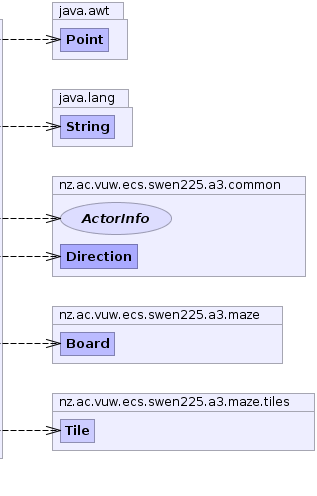 java.awt
Point
java.lang
String
nz.ac.vuw.ecs.swen225.a3.common
ActorInfo
Direction
nz.ac.vuw.ecs.swen225.a3.maze
Board
nz.ac.vuw.ecs.swen225.a3.maze.tiles
Tile